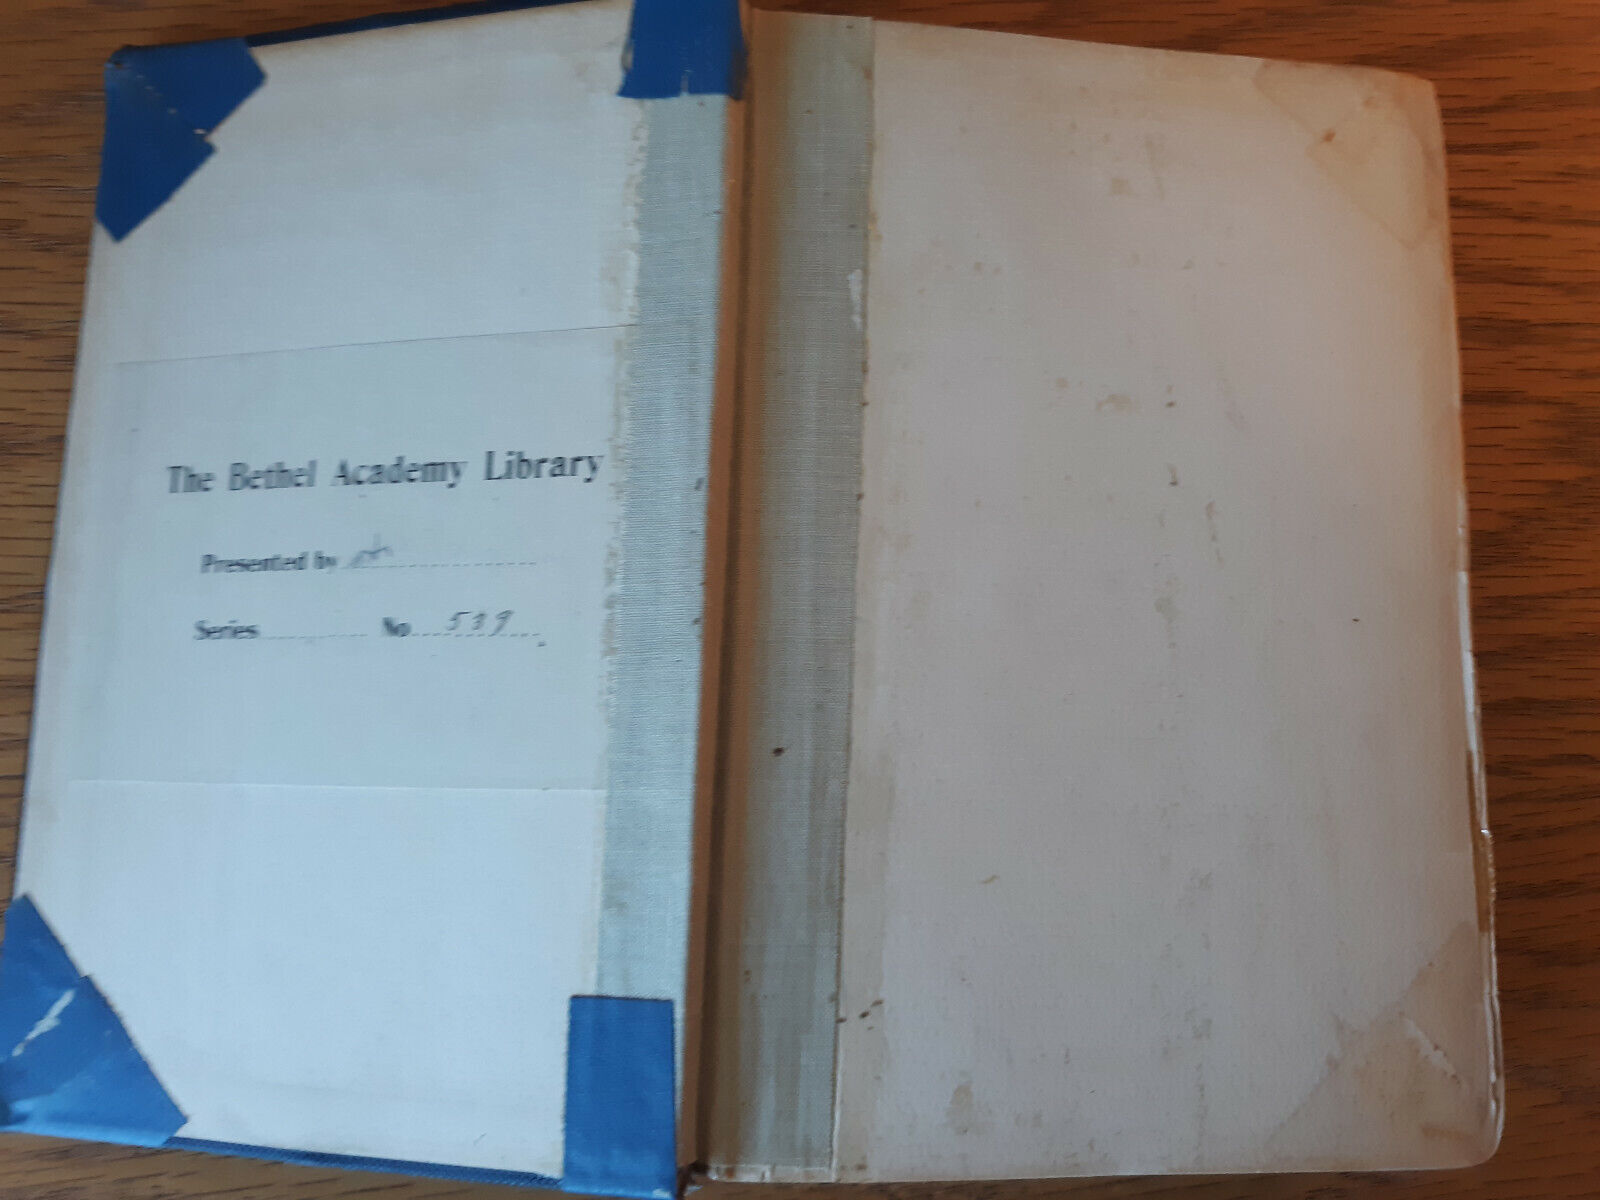 The Bethel Academy Library
Presented by
Series No 539